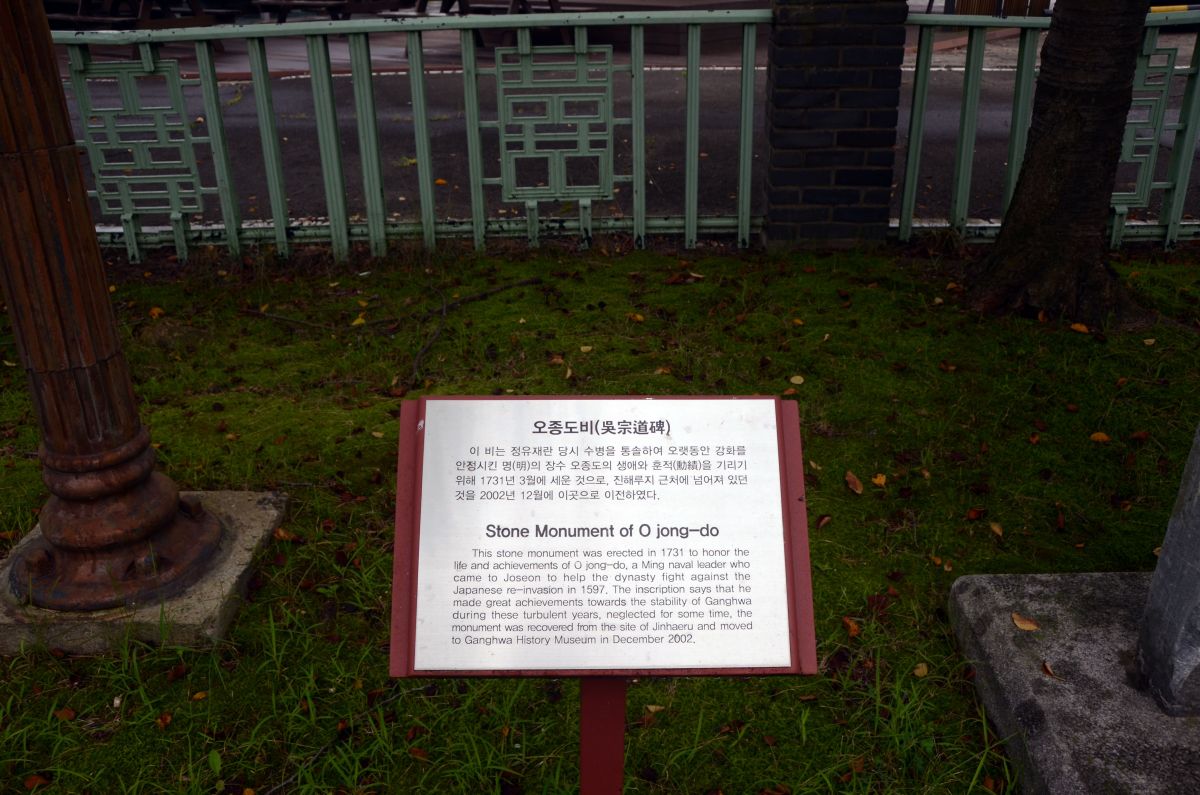 오종도비(吳宗道碑)
이 비는 정유재란 당시 수병을 통솔하여 오랫동안 강화를
안정시킨 명(明)의 장수 오종도의 생애와 훈적(勳績)을 기리기
위해 1731년 3월에 세운 것으로, 진해루지 근처에 넘어져 있던
것을 2002년 12월에 이곳으로 이전하였다.
Stone Monument of O jong-do
This stone monument was erected in 1731 to honor the
life and achievements of O jong-do, a Ming naval leader who
came to Joseon to help the dynasty fight against the
Japanese re-invasion in 1597. The inscription says that he
made great achievements towards the stability of Ganghwa
during these turbulent years, neglected for some time, the
monument was recovered from the site of Jinhaeru and moved
to Ganghwa History Museum in December 2002.